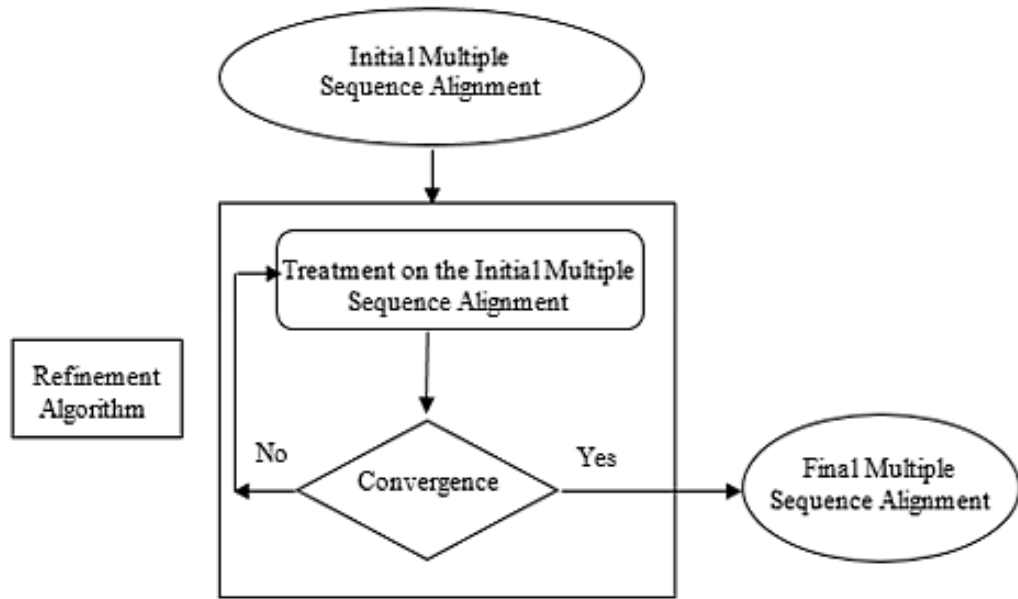 Initial Multiple
Sequence Alignment
Treatment on the Initial Multiple
Sequence Alignment
Refinement
Algorithm
No
Convergence
Yes
Final Multiple
Sequence Alignment